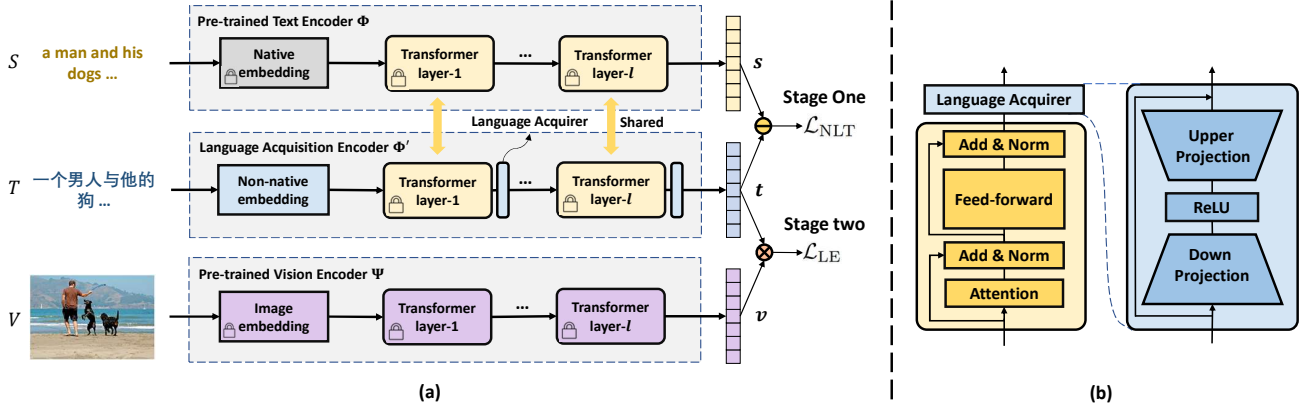 Pre-trained Text Encoder Φ
S
a man and his
dogs ...
Native
embedding
Transformer
layer-1
...
Transformer
layer-l
s
Language Acquirer
Shared
Stage One
ℒNLT
Language Acquisition Encoder Φ′
T
一个男人与他的
狗 ...
Non-native
embedding
Transformer
layer-1
...
Transformer
layer-l
t
Stage two
ℒLE
Pre-trained Vision Encoder Ψ
V
Image
embedding
Transformer
layer-1
...
Transformer
layer-l
v
(a)
Language Acquirer
Add & Norm
Feed-forward
Add & Norm
Attention
Upper
Projection
ReLU
Down
Projection
(b)